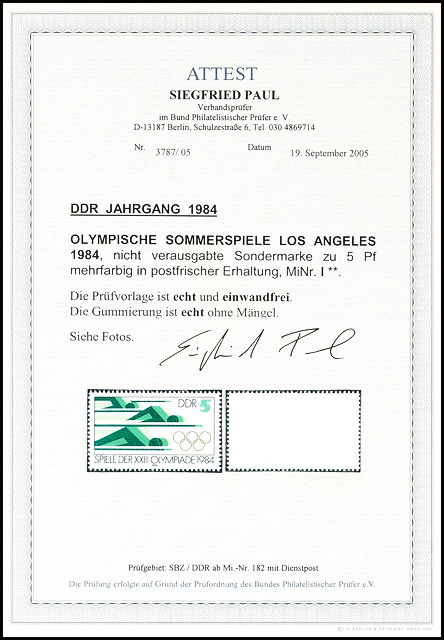 ATTEST
SIEGFRIED PAUL
Verbandsprüfer
im Bund Philatelistischer Prüfer e. V.
D-13187 Berlin, Schulzestraße 6, Tel. 030 4869714
Nr. 3787/ 05 Datum 19. September 2005
DDR JAHRGANG 1984
OLYMPISCHE SOMMERSPIELE LOS ANGELES
1984, nicht verausgabte Sondermarke zu 5 Pf
mehrfarbig in postfrischer Erhaltung, MiNr. I **.
Die Prüfvorlage ist echt und einwandfrei.
Die Gummierung ist echt ohne Mängel.
Siehe Fotos.
Siegfried Paul
DDR 5
SPIELE DER XXIII. OLYMPIADE 1984
Prüfgebiet: SBZ / DDR ab Mi.-Nr. 182 mit Dienstpost
Die Prüfung erfolgte auf Grund der Prüfordnung des Bundes Philatelistischer Prüfer e.V.